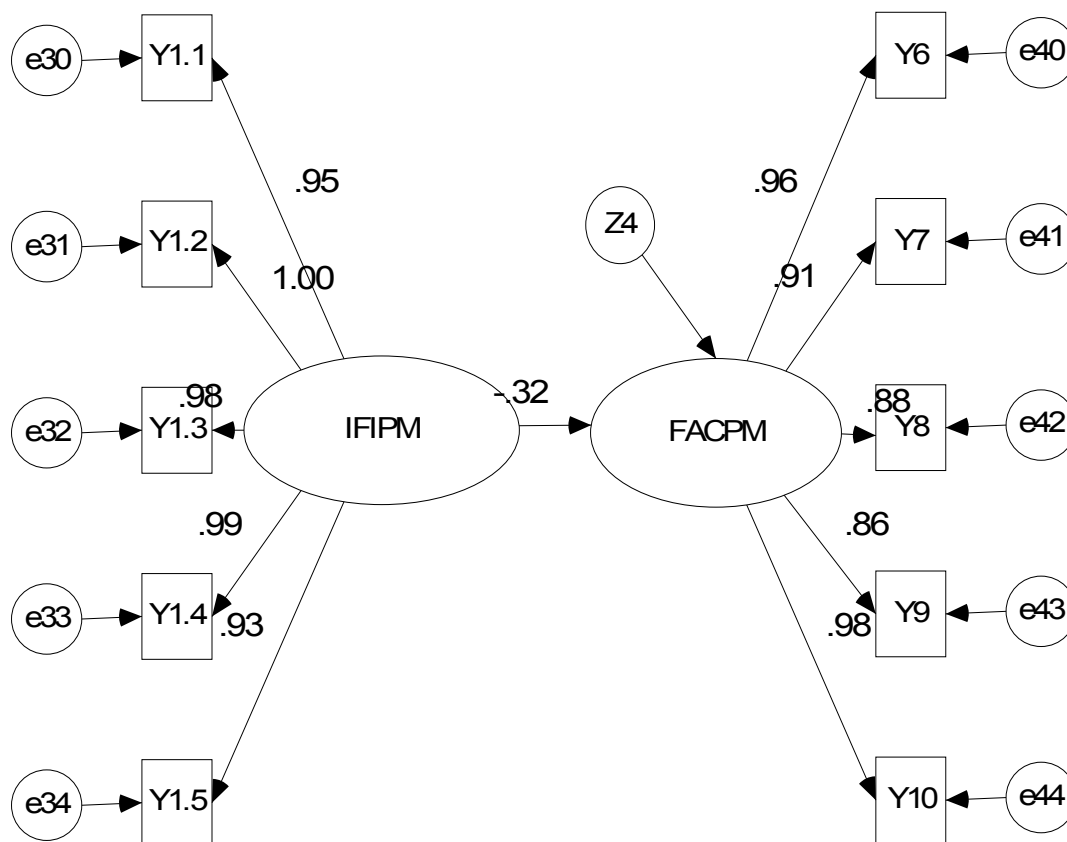 e30
Y1.1
Y6
e40
.95
.96
e31
Y1.2
Z4
Y7
e41
1.00
.91
e32
Y1.3
.98
IFIPM
-.32
FACPM
.88
Y8
e42
.99
.86
e33
Y1.4
.93
.98
Y9
e43
e34
Y1.5
Y10
e44